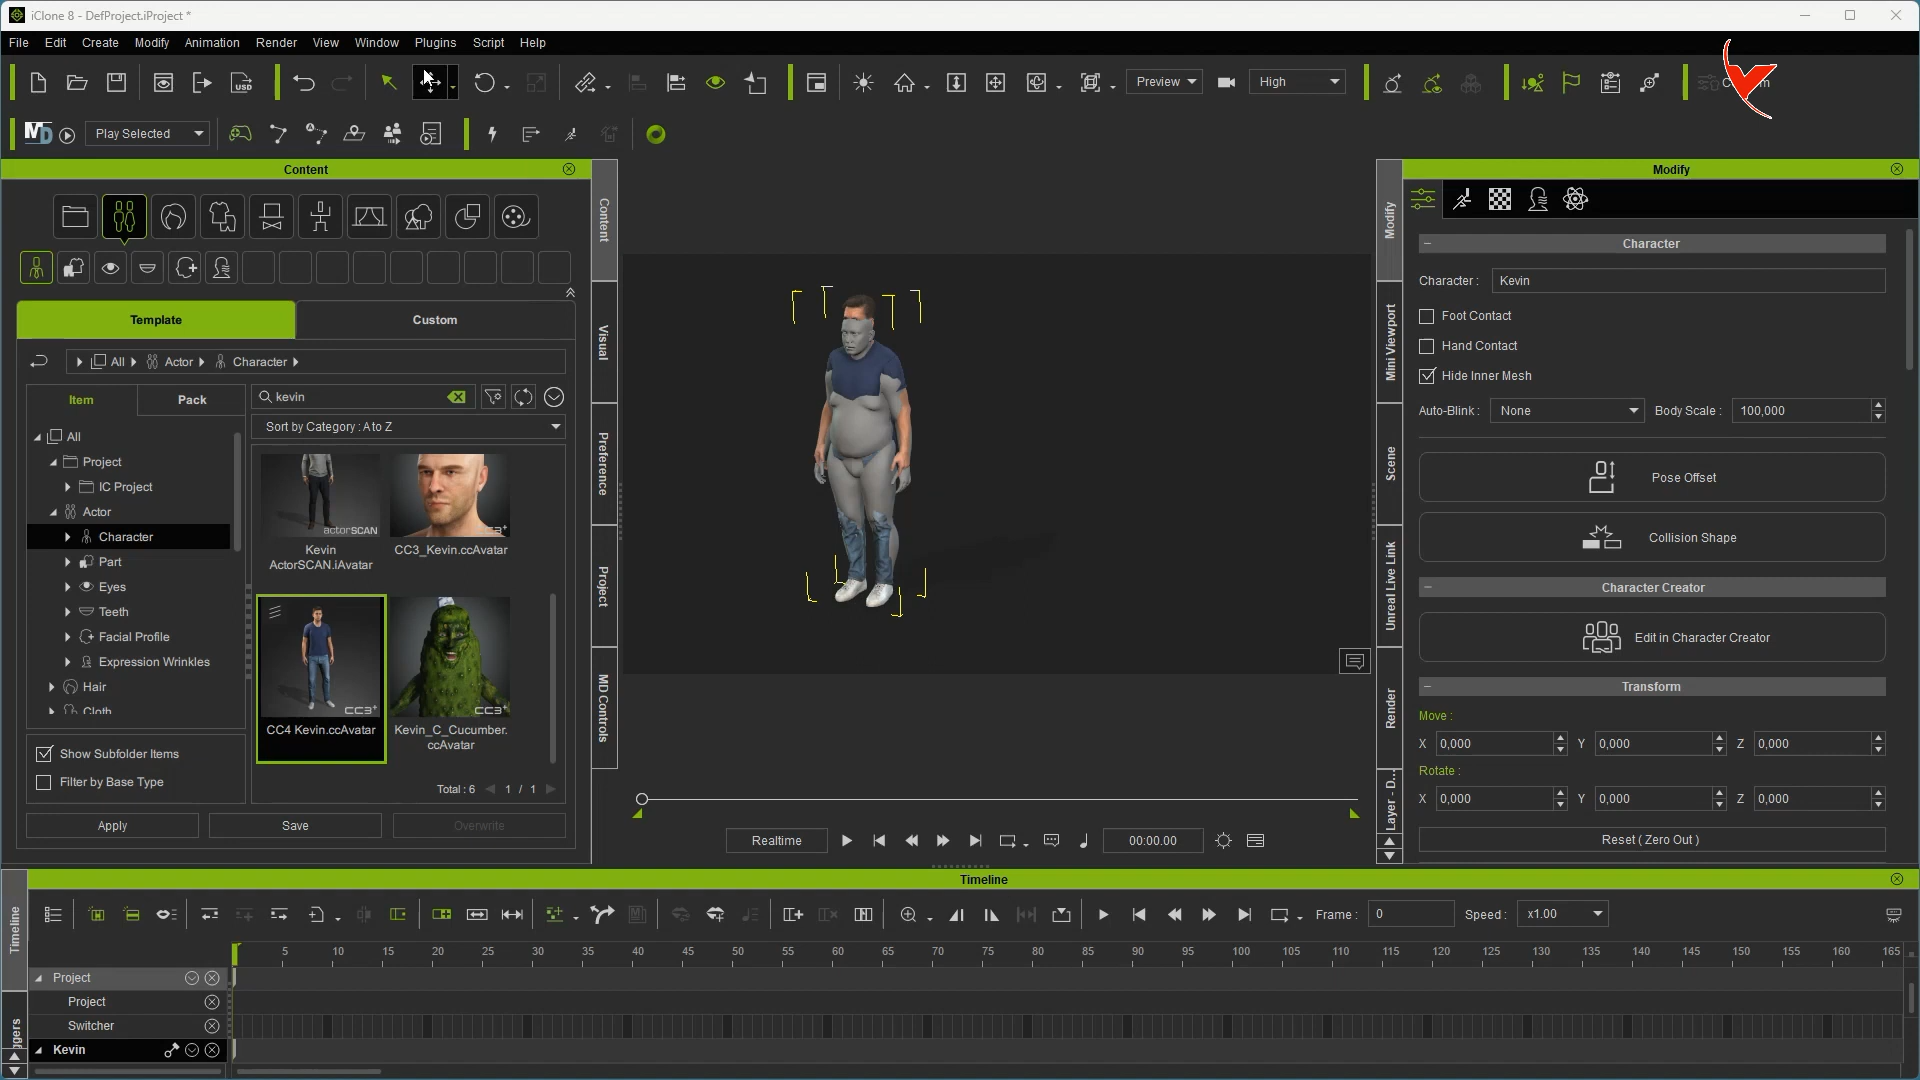 iClone 8 - DefProject.iProject *
File Edit Create Modify Animation Render View Window Plugins Script Help
USD
Preview
High
MD
Play Selected
Content
Modify
Template
Custom
All Actor Character
Item
Pack
kevin
Sort by Category : A to Z
All
Project
IC Project
Actor
Character
Part
Eyes
Teeth
Facial Profile
Expression Wrinkles
Hair
Cloth
Show Subfolder Items
Filter by Base Type
actorSCAN
Kevin
ActorSCAN.iAvatar
CC3+
CC3_Kevin.ccAvatar
CC3+
CC4 Kevin.ccAvatar
CC3+
Kevin_C_Cucumber.
ccAvatar
Total : 6
1 / 1
Apply
Save
Overwrite
Content
Visual
Preference
Project
MD Controls
Realtime
00:00.00
Modify
Mini Viewport
Scene
Unreal Live Link
Render
Layer - D...
Character
Character :
Kevin
Foot Contact
Hand Contact
Hide Inner Mesh
Auto-Blink :
None
Body Scale :
100,000
Pose Offset
Collision Shape
Character Creator
Edit in Character Creator
Transform
Move :
X 0,000 Y 0,000 Z 0,000
Rotate :
X 0,000 Y 0,000 Z 0,000
Reset ( Zero Out )
Timeline
Timeline
Frame : 0
Speed : x1.00
5 10 15 20 25 30 35 40 45 50 55 60 65 70 75 80 85 90 95 100 105 110 115 120 125 130 135 140 145 150 155 160 165
Project
Project
Switcher
Kevin